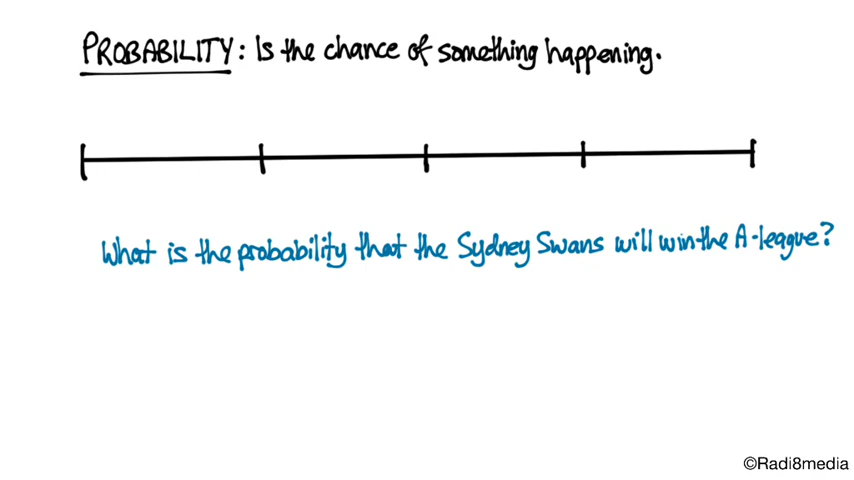 PROBABILITY: Is the chance of something happening.
What is the probability that the Sydney Swans will win the A-league?
©Radi8media